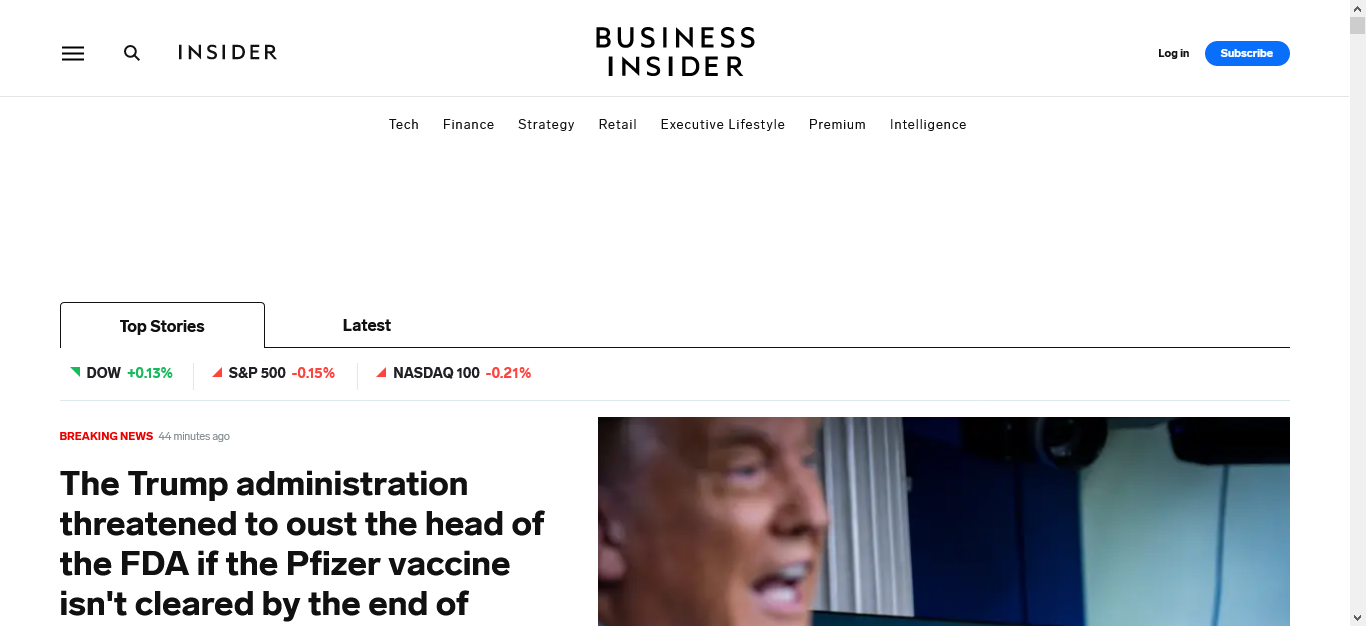 INSIDER
BUSINESS
INSIDER
Log in
Subscribe
Tech Finance Strategy Retail Executive Lifestyle Premium Intelligence
Top Stories Latest
DOW +0.13% S&P 500 -0.15% NASDAQ 100 -0.21%
BREAKING NEWS 44 minutes ago
The Trump administration
threatened to oust the head of
the FDA if the Pfizer vaccine
isn't cleared by the end of